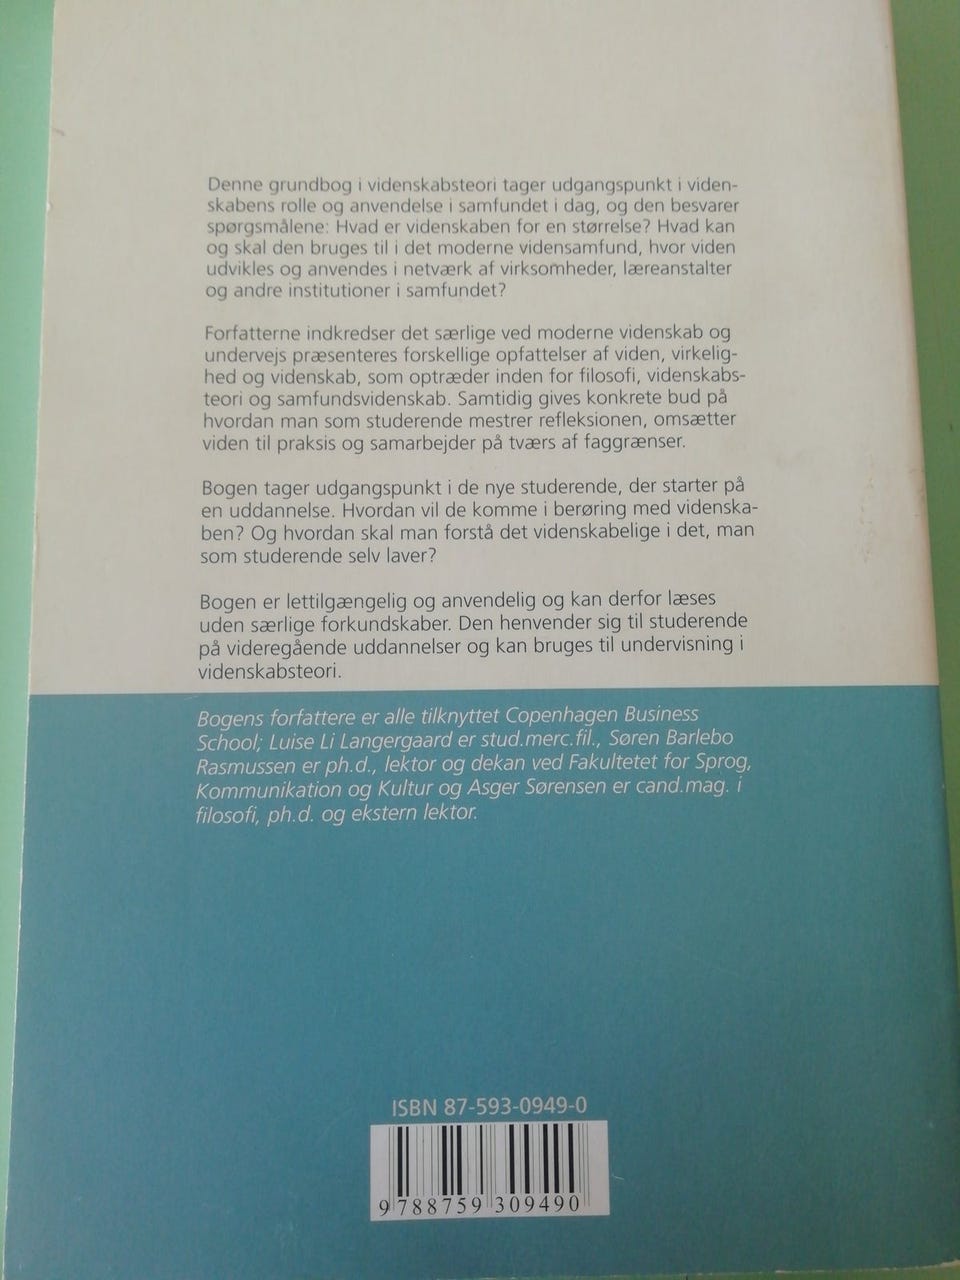 Denne grundbog i videnskabsteori tager udgangspunkt i viden-
skabens rolle og anvendelse i samfundet i dag, og den besvarer
spørgsmålene: Hvad er videnskaben for en størrelse? Hvad kan
og skal den bruges til i det moderne vidensamfund, hvor viden
udvikles og anvendes i netværk af virksomheder, læreanstalter
og andre institutioner i samfundet?
Forfatterne indkredser det særlige ved moderne videnskab og
undervejs præsenteres forskellige opfattelser af viden, virkelig-
hed og videnskab, som optræder inden for filosofi, videnskabs-
teori og samfundsvidenskab. Samtidig gives konkrete bud på
hvordan man som studerende mestrer refleksionen, omsætter
viden til praksis og samarbejder på tværs af faggrænser.
Bogen tager udgangspunkt i de nye studerende, der starter på
en uddannelse. Hvordan vil de komme i berøring med videnska-
ben? Og hvordan skal man forstå det videnskabelige i det, man
som studerende selv laver?
Bogen er lettilgængelig og anvendelig og kan derfor læses
uden særlige forkundskaber. Den henvender sig til studerende
på videregående uddannelser og kan bruges til undervisning i
videnskabsteori.
Bogens forfattere er alle tilknyttet Copenhagen Business
School; Luise Li Langergaard er stud.merc.fil., Søren Barlebo
Rasmussen er ph.d., lektor og dekan ved Fakultetet for Sprog,
Kommunikation og Kultur og Asger Sørensen er cand.mag. i
filosofi, ph.d. og ekstern lektor.
ISBN 87-593-0949-0
9 788759 309490